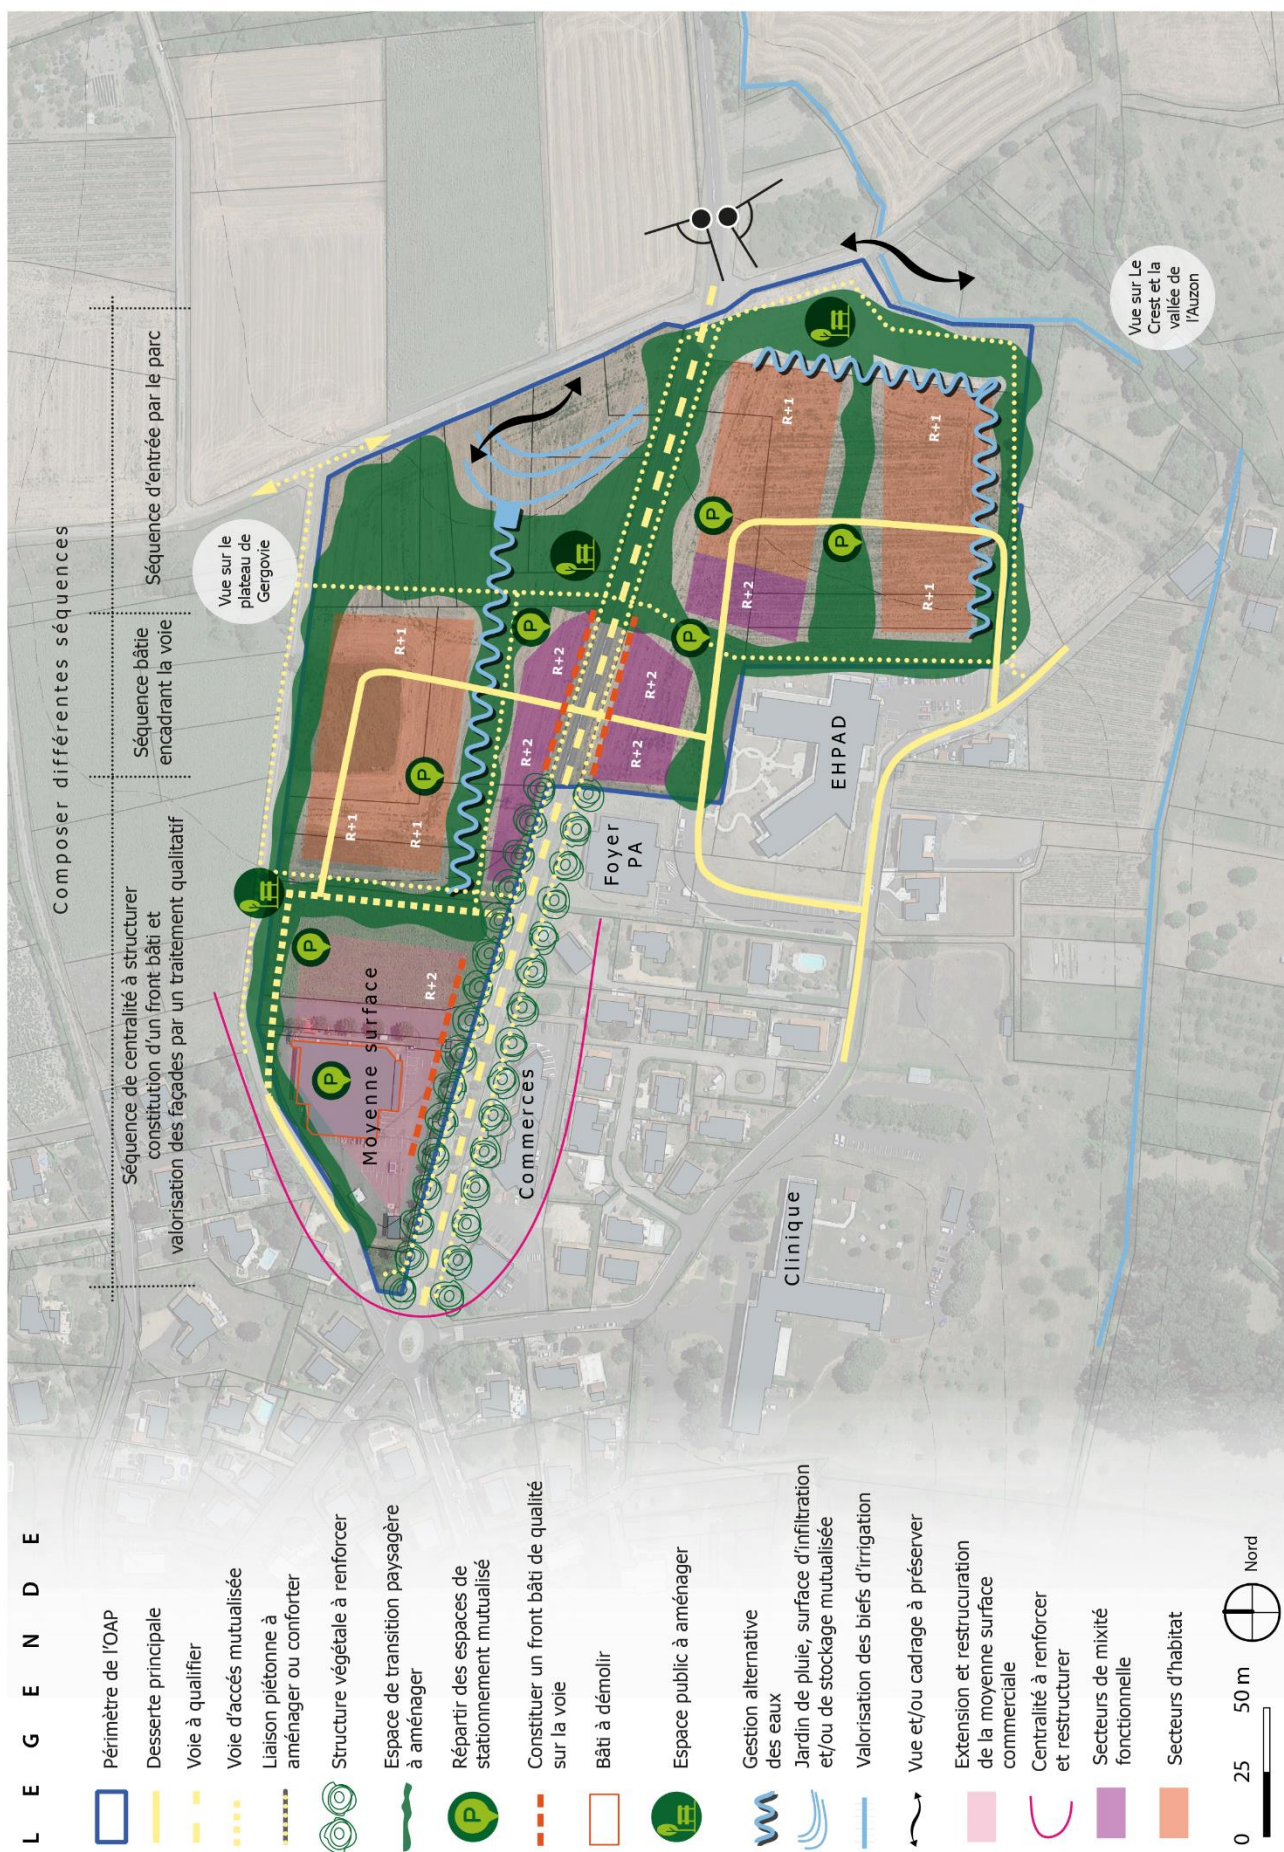 Composer différentes séquences
Séquence de centralité à structurer
constitution d'un front bâti et
valorisation des façades par un traitement qualitatif
Séquence bâtie
encadrant la voie
Séquence d'entrée par le parc
Vue sur le
plateau de
Gergovie
Vue sur Le
Crest et la
vallée de
l'Auzon
P
P
Moyenne surface
R+2
Commerces
Clinique
Foyer
PA
EHPAD
R+1
R+1
R+1
P
R+2
R+2
P
R+2
R+2
P
R+2
P
P
R+1
R+1
R+1
LEGENDE
Périmètre de l'OAP
Desserte principale
Voie à qualifier
Voie d'accés mutualisée
Liaison piétonne à
aménager ou conforter
Structure végétale à renforcer
Espace de transition paysagère
à aménager
P
Répartir des espaces de
stationnement mutualisé
Constituer un front bâti de qualité
sur la voie
Bâti à démolir
Espace public à aménager
Gestion alternative
des eaux
Jardin de pluie, surface d'infiltration
et/ou de stockage mutualisée
Valorisation des biefs d'irrigation
Vue et/ou cadrage à préserver
Extension et restrucuration
de la moyenne surface
commerciale
Centralité à renforcer
et restructurer
Secteurs de mixité
fonctionnelle
Secteurs d'habitat
0 25 50 m
Nord